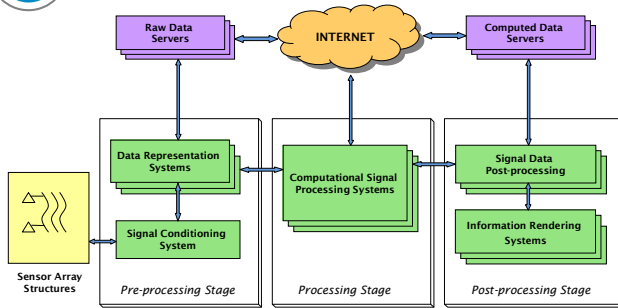 Raw Data
Servers
INTERNET
Computed Data
Servers
Data Representation
Systems
Signal Conditioning
System
Computational Signal
Processing Systems
Signal Data
Post-processing
Information Rendering
Systems
Sensor Array
Structures
Pre-processing Stage
Processing Stage
Post-processing Stage